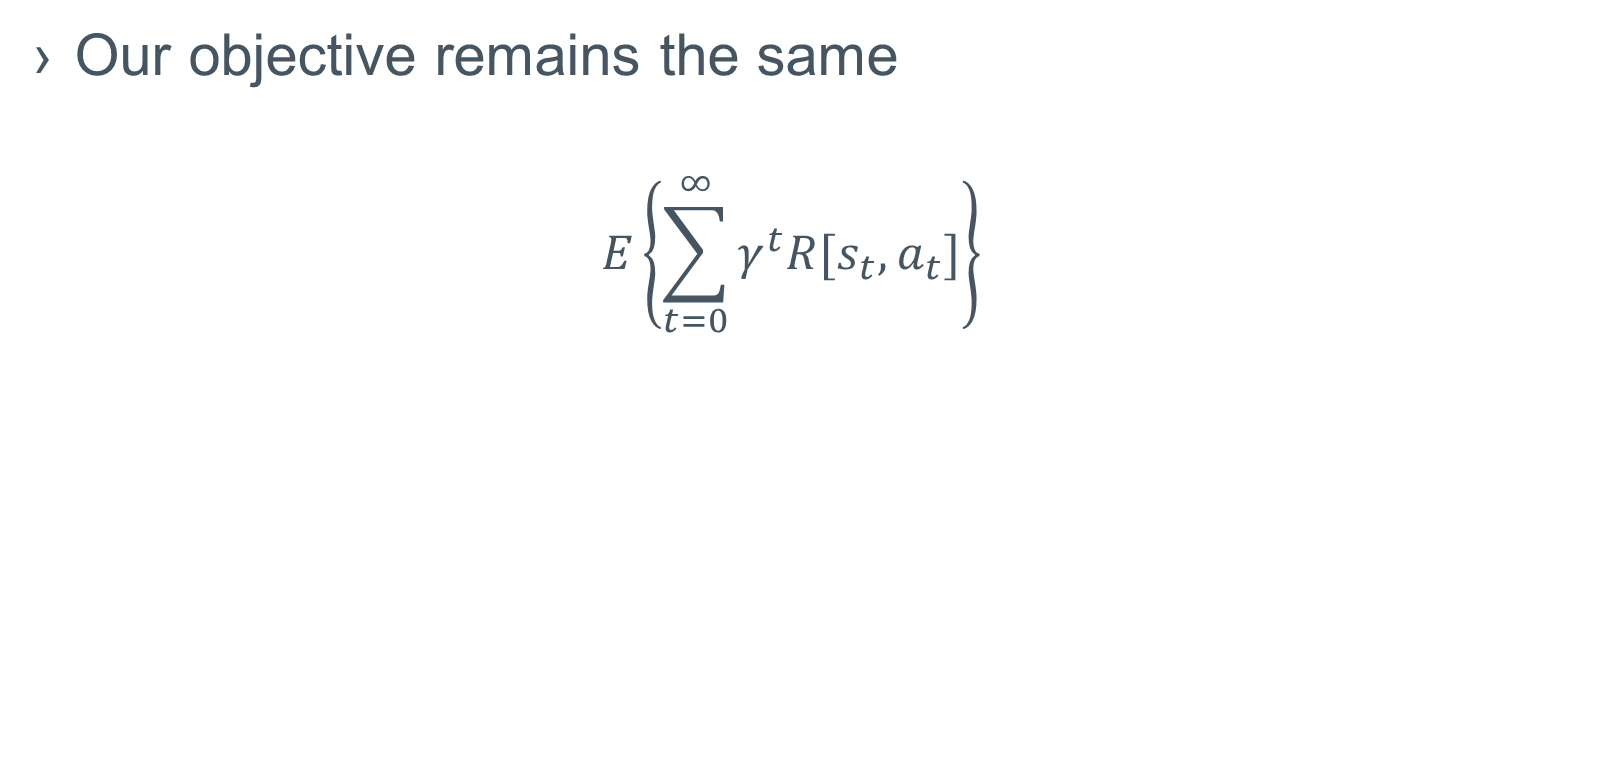 › Our objective remains the same
E{∑_{t=0}^{∞} γ^t R[s_t, a_t]}